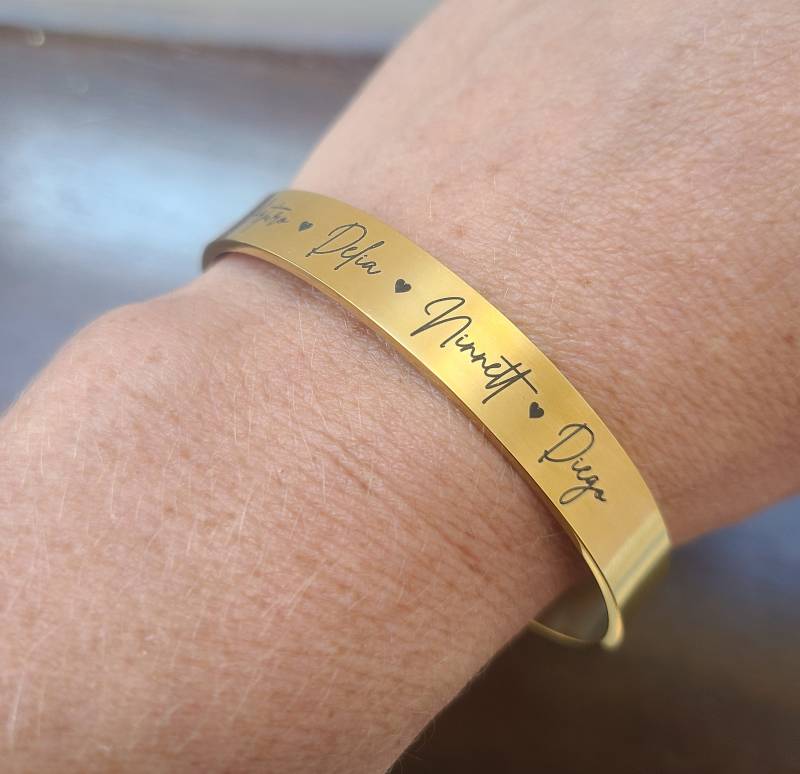 ♥ Delia ♥ Ninnett ♥ Diego